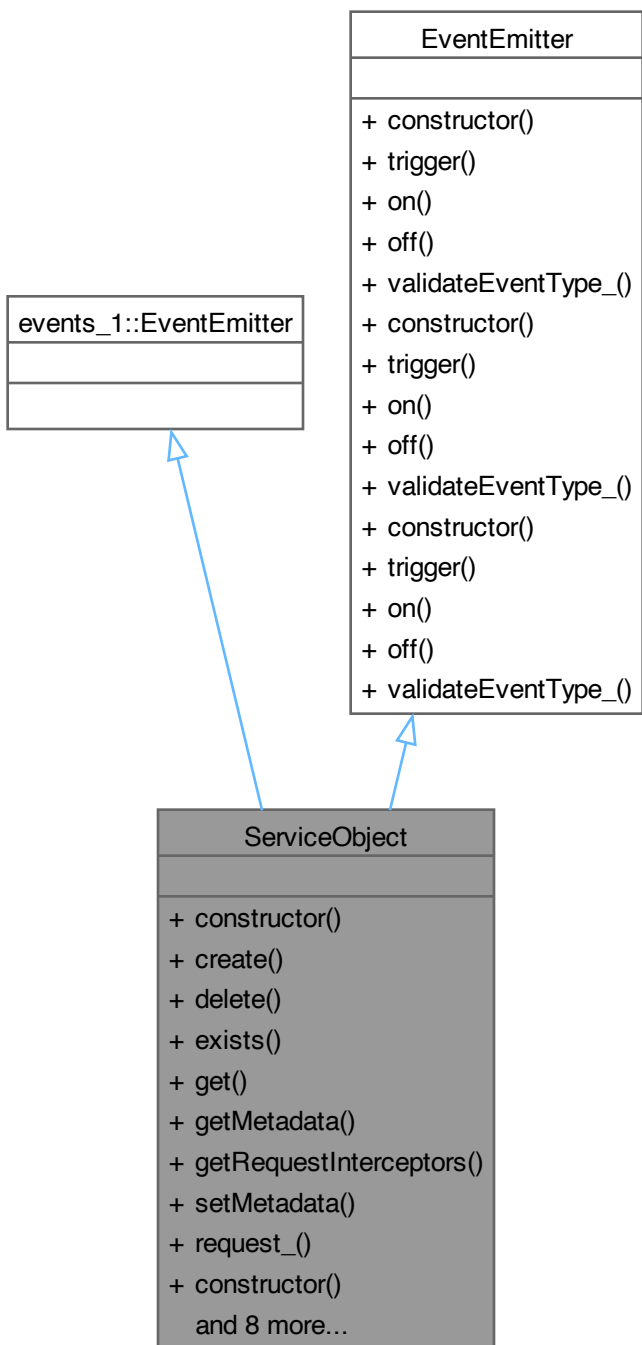 EventEmitter
+ constructor()
+ trigger()
+ on()
+ off()
+ validateEventType_()
+ constructor()
+ trigger()
+ on()
+ off()
+ validateEventType_()
+ constructor()
+ trigger()
+ on()
+ off()
+ validateEventType_()
events_1::EventEmitter
ServiceObject
+ constructor()
+ create()
+ delete()
+ exists()
+ get()
+ getMetadata()
+ getRequestInterceptors()
+ setMetadata()
+ request_()
+ constructor()
and 8 more...